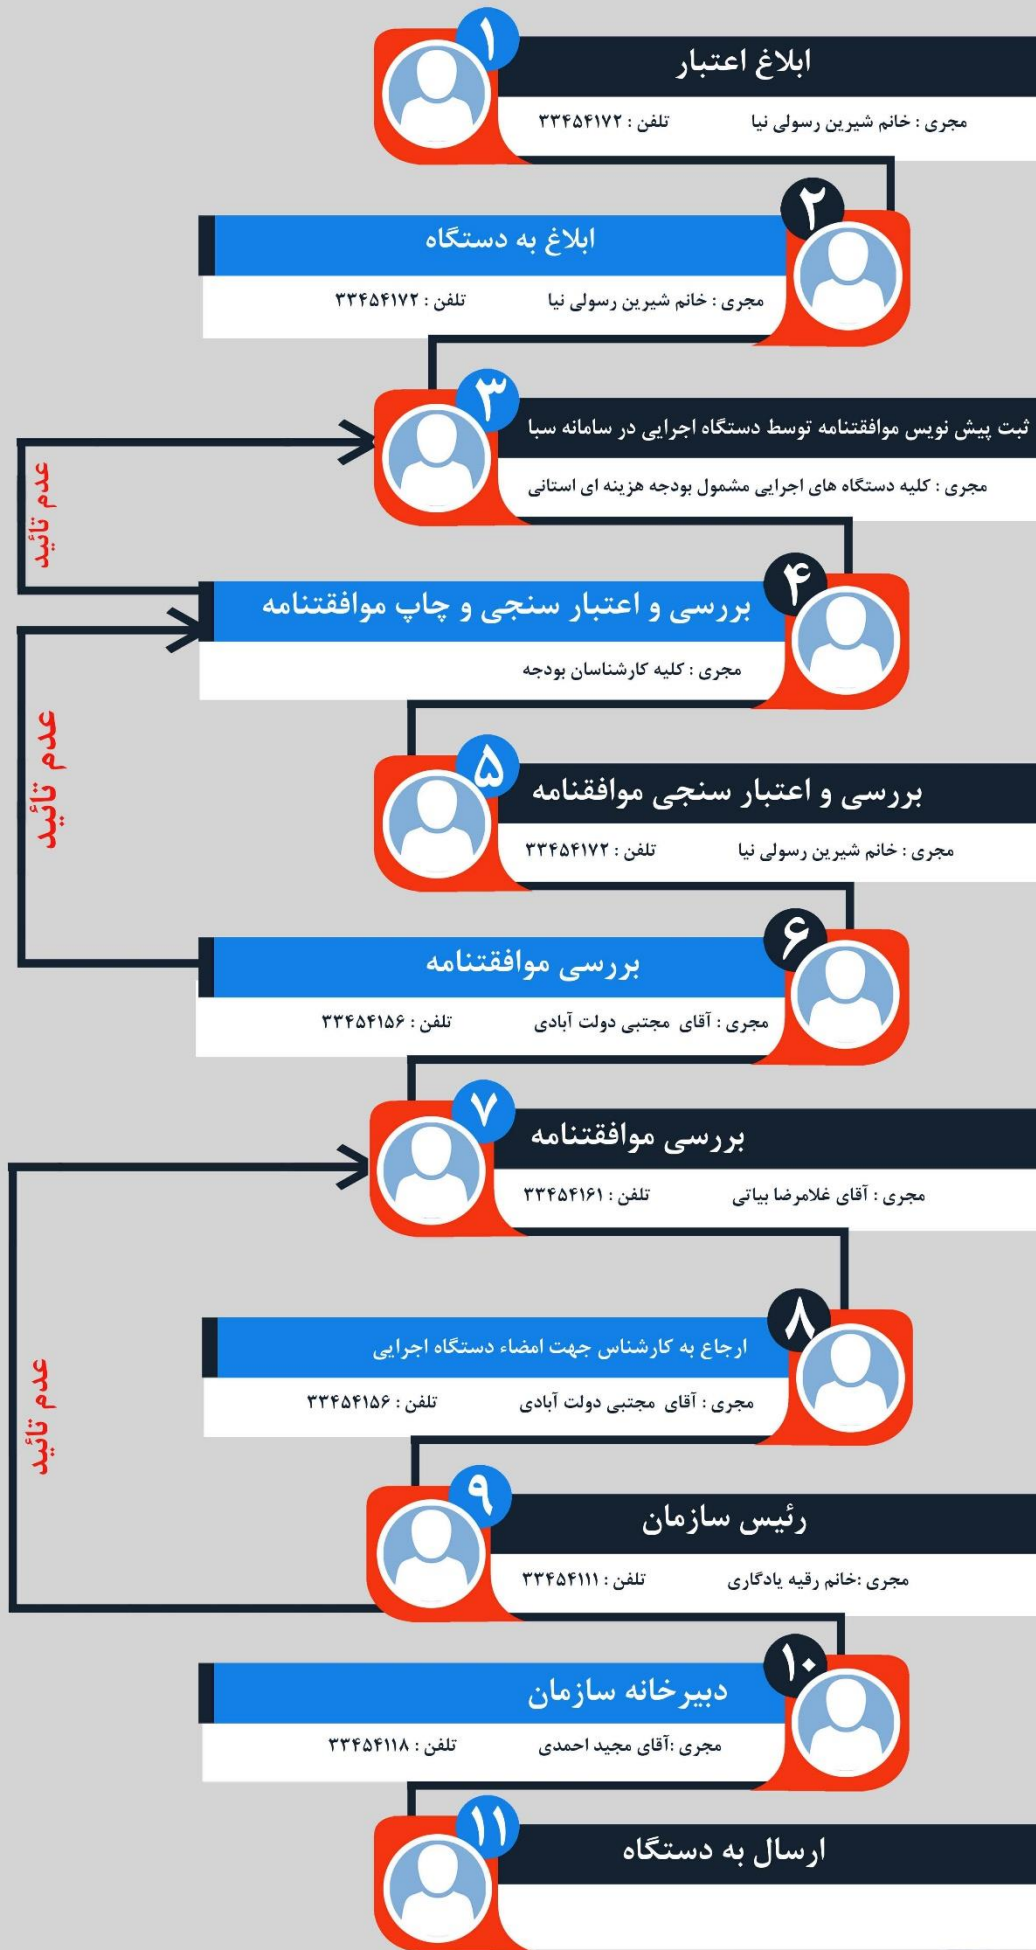 ۱
ابلاغ اعتبار
مجری : خانم شیرین رسولی نیا تلفن : ۳۳۴۵۴۱۷۲
۲
ابلاغ به دستگاه
مجری : خانم شیرین رسولی نیا تلفن : ۳۳۴۵۴۱۷۲
۳
ثبت پیش نویس موافقتنامه توسط دستگاه اجرایی در سامانه سبا
مجری : کلیه دستگاه های اجرایی مشمول بودجه هزینه ای استانی
عدم تائید
۴
بررسی و اعتبار سنجی و چاپ موافقتنامه
مجری : کلیه کارشناسان بودجه
عدم تائید
۵
بررسی و اعتبار سنجی موافقنامه
مجری : خانم شیرین رسولی نیا تلفن : ۳۳۴۵۴۱۷۲
۶
بررسی موافقتنامه
مجری : آقای مجتبی دولت آبادی تلفن : ۳۳۴۵۴۱۵۶
۷
بررسی موافقتنامه
مجری : آقای غلامرضا بیاتی تلفن : ۳۳۴۵۴۱۶۱
۸
ارجاع به کارشناس جهت امضاء دستگاه اجرایی
مجری : آقای مجتبی دولت آبادی تلفن : ۳۳۴۵۴۱۵۶
عدم تائید
۹
رئیس سازمان
مجری :خانم رقیه یادگاری تلفن : ۳۳۴۵۴۱۱۱
۱۰
دبیرخانه سازمان
مجری :آقای مجید احمدی تلفن : ۳۳۴۵۴۱۱۸
۱۱
ارسال به دستگاه